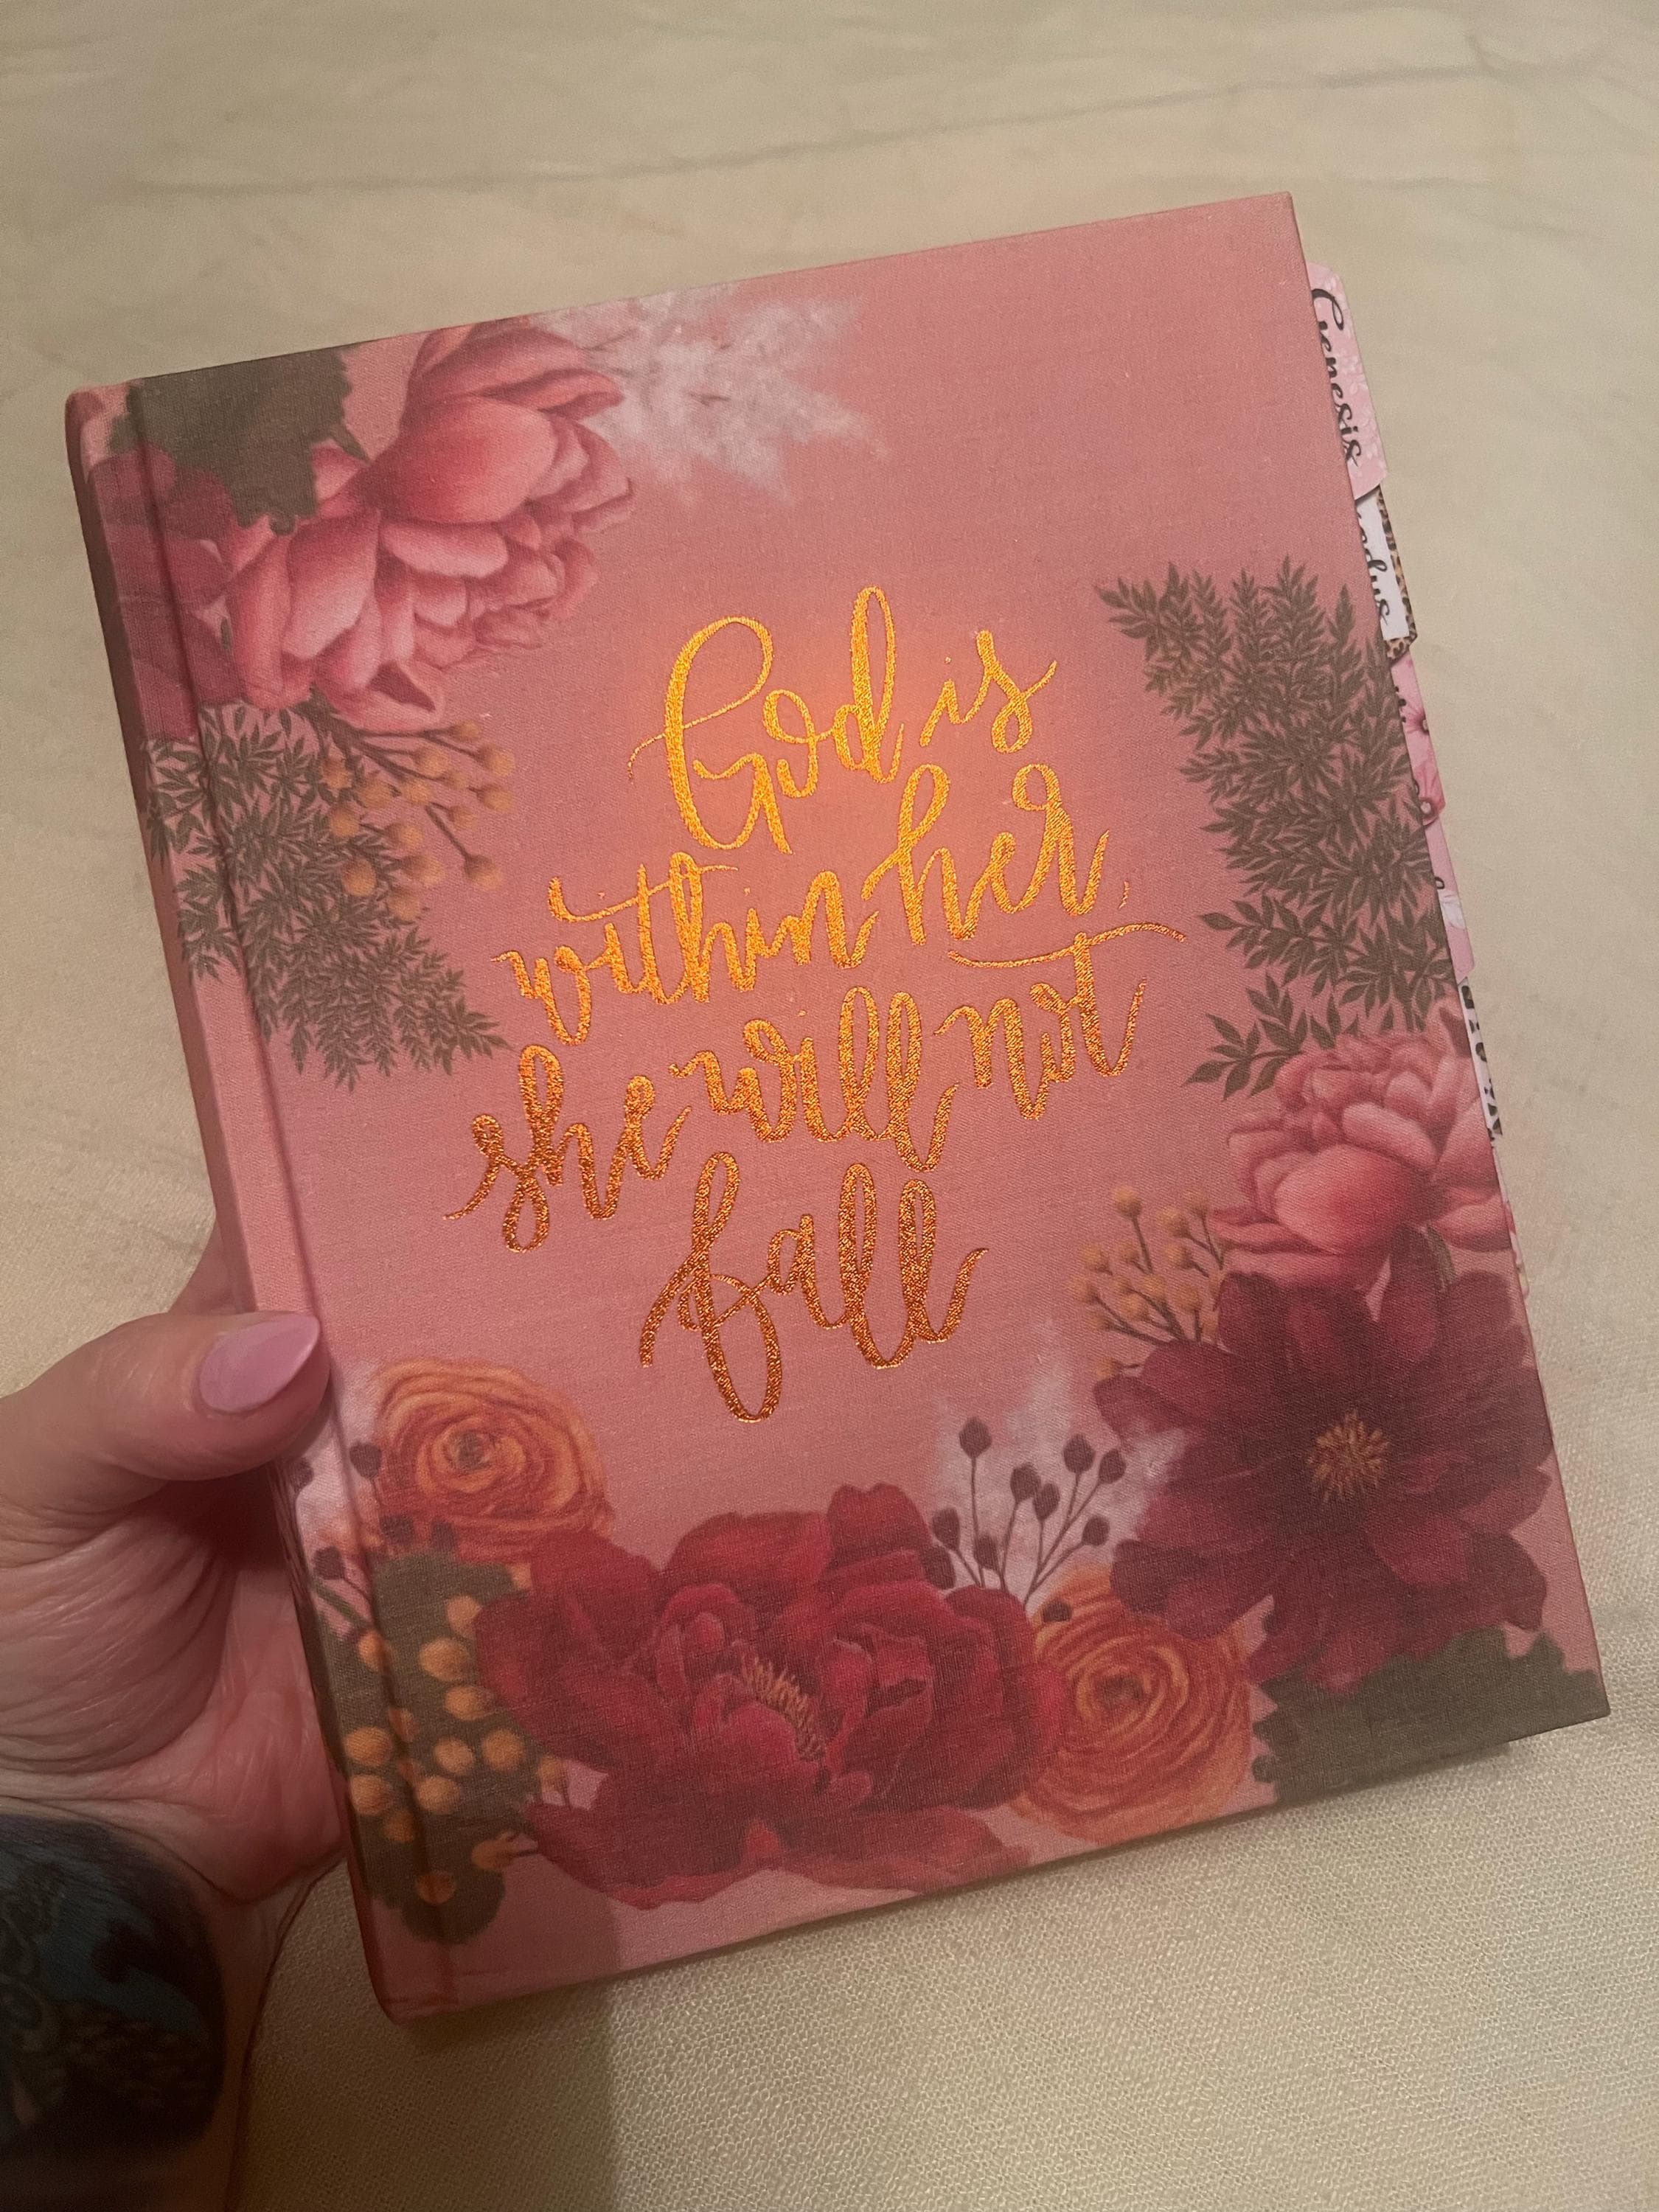 God is
within her,
she will not
fall
Genesis